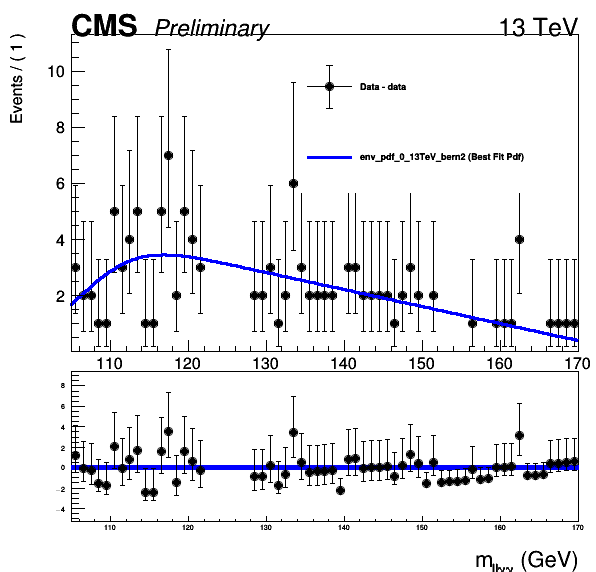 CMS Preliminary 13 TeV
Events / ( 1 )
10
8
6
4
2
Data - data
env_pdf_0_13TeV_bern2 (Best Fit Pdf)
110 120 130 140 150 160 170
8
6
4
2
0
-2
-4
110 120 130 140 150 160 170
m (GeV)